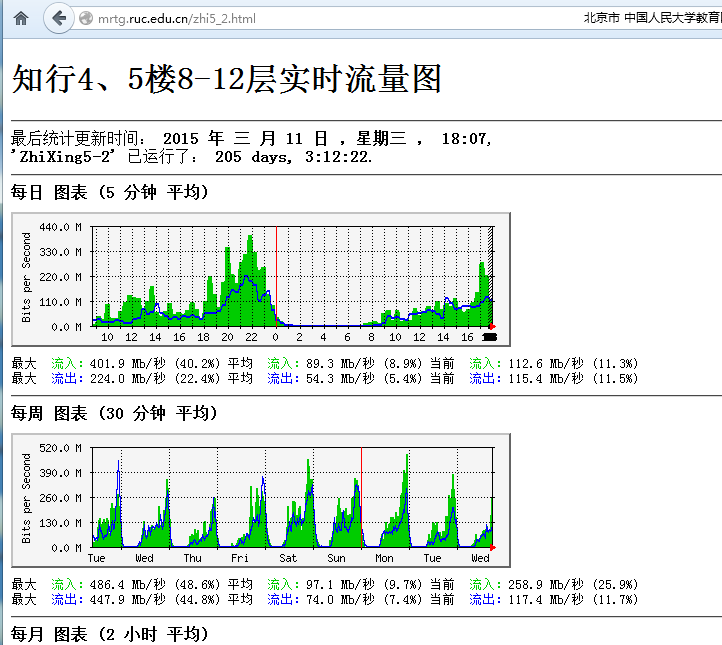 mrtg.ruc.edu.cn/zhi5_2.html
北京市 中国人民大学教育
知行4、5楼8-12层实时流量图
最后统计更新时间: 2015 年 三 月 11 日 ,星期三 , 18:07,
'ZhiXing5-2' 已运行了: 205 days, 3:12:22.
每日 图表 (5 分钟 平均)
Bits per Second
440.0 M
330.0 M
220.0 M
110.0 M
0.0 M
10 12 14 16 18 20 22 0 2 4 6 8 10 12 14 16
最大 流入: 401.9 Mb/秒 (40.2%) 平均 流入: 89.3 Mb/秒 (8.9%) 当前 流入: 112.6 Mb/秒 (11.3%)
最大 流出: 224.0 Mb/秒 (22.4%) 平均 流出: 54.3 Mb/秒 (5.4%) 当前 流出: 115.4 Mb/秒 (11.5%)
每周 图表 (30 分钟 平均)
Bits per Second
520.0 M
390.0 M
260.0 M
130.0 M
0.0 M
Tue Wed Thu Fri Sat Sun Mon Tue Wed
最大 流入: 486.4 Mb/秒 (48.6%) 平均 流入: 97.1 Mb/秒 (9.7%) 当前 流入: 258.9 Mb/秒 (25.9%)
最大 流出: 447.9 Mb/秒 (44.8%) 平均 流出: 74.0 Mb/秒 (7.4%) 当前 流出: 117.4 Mb/秒 (11.7%)
每月 图表 (2 小时 平均)